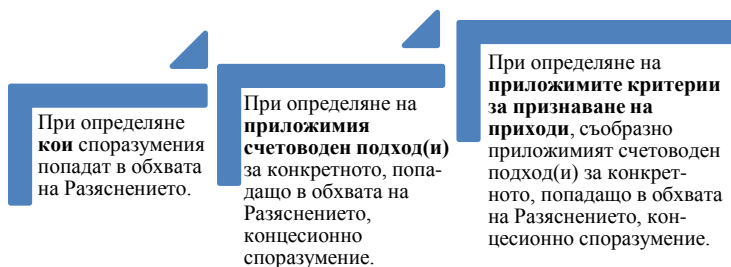 При определяне
кои споразумения
попадат в обхвата
на Разяснението.
При определяне на
приложимия
счетоводен подход(и)
за конкретното, попа-
дащо в обхвата на
Разяснението,
концесионно
споразумение.
При определяне на
приложимите критерии
за признаване на
приходи, съобразно
приложимият счетоводен
подход(и) за конкрет-
ното, попадащо в обхвата
на Разяснението, кон-
цесионно споразумение.